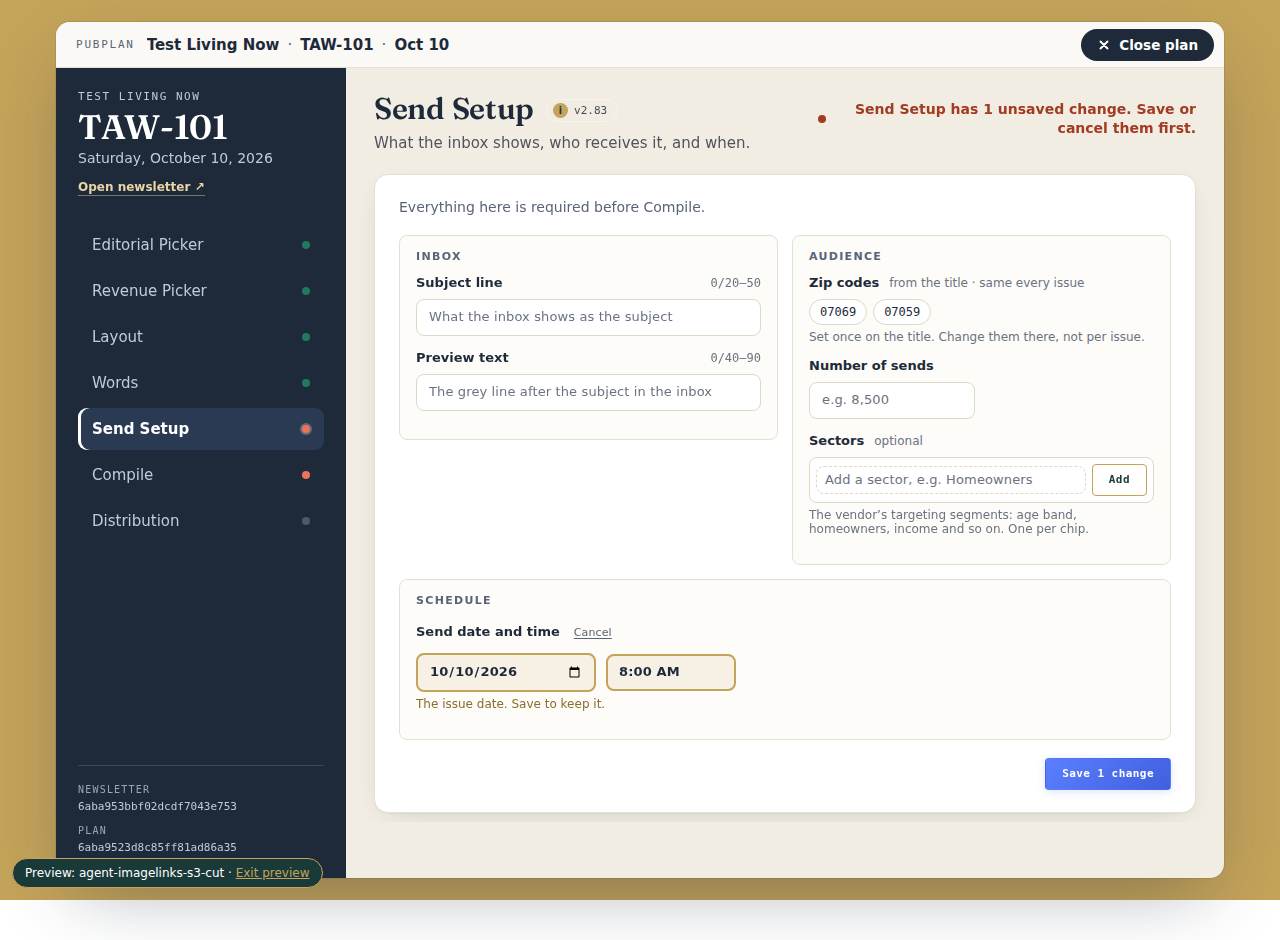 PUBPLAN Test Living Now · TAW-101 · Oct 10
✕ Close plan
TEST LIVING NOW
TAW-101
Saturday, October 10, 2026
Open newsletter ↗
Editorial Picker
Revenue Picker
Layout
Words
Send Setup
Compile
Distribution
NEWSLETTER
6aba953bbf02dcdf7043e753
PLAN
6aba9523d8c85ff81ad86a35
Preview: agent-imagelinks-s3-cut · Exit preview
Send Setup i v2.83
What the inbox shows, who receives it, and when.
Send Setup has 1 unsaved change. Save or
cancel them first.
Everything here is required before Compile.
INBOX
Subject line 0/20–50
What the inbox shows as the subject
Preview text 0/40–90
The grey line after the subject in the inbox
AUDIENCE
Zip codes from the title · same every issue
07069 07059
Set once on the title. Change them there, not per issue.
Number of sends
e.g. 8,500
Sectors optional
Add a sector, e.g. Homeowners Add
The vendor’s targeting segments: age band,
homeowners, income and so on. One per chip.
SCHEDULE
Send date and time Cancel
10/10/2026 8:00 AM
The issue date. Save to keep it.
Save 1 change